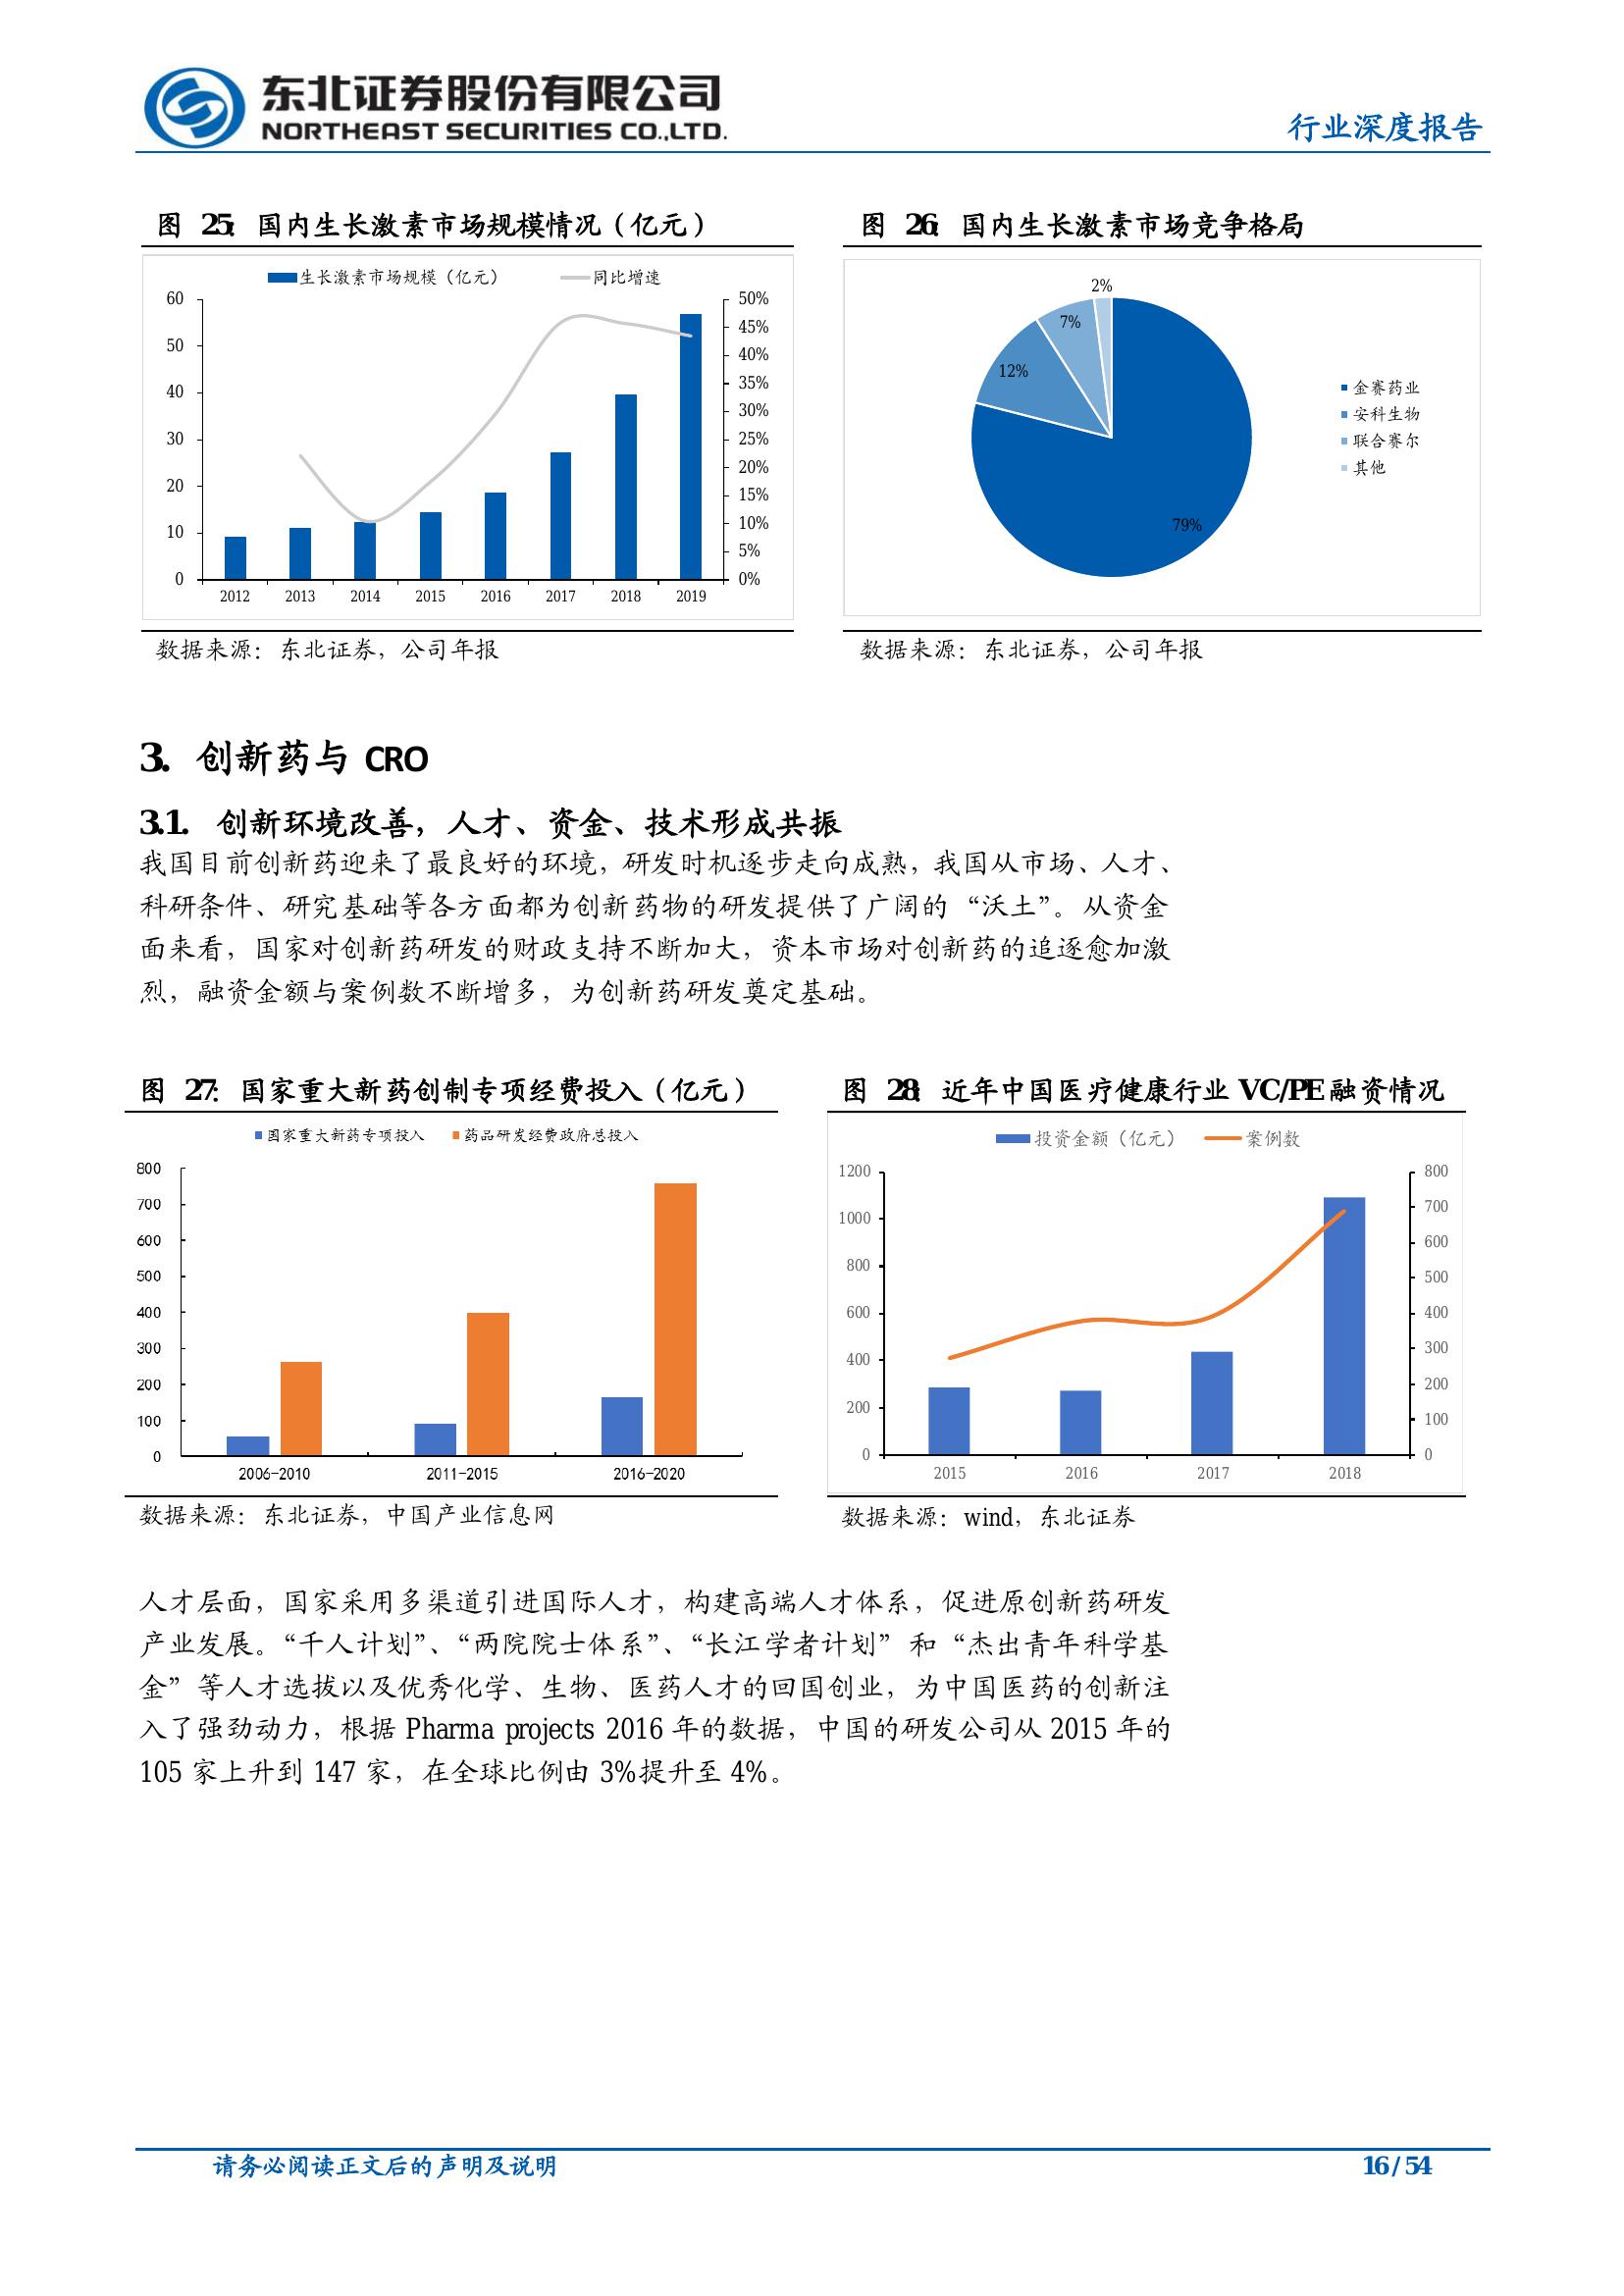 东北证券股份有限公司
NORTHEAST SECURITIES CO.,LTD.
行业深度报告
图 25：国内生长激素市场规模情况（亿元）
生长激素市场规模（亿元） 同比增速
60
50
40
30
20
10
0
50%
45%
40%
35%
30%
25%
20%
15%
10%
5%
0%
2012 2013 2014 2015 2016 2017 2018 2019
数据来源：东北证券，公司年报
图 26：国内生长激素市场竞争格局
2%
7%
12%
79%
金赛药业
安科生物
联合赛尔
其他
数据来源：东北证券，公司年报
3. 创新药与 CRO
3.1. 创新环境改善，人才、资金、技术形成共振
我国目前创新药迎来了最良好的环境，研发时机逐步走向成熟，我国从市场、人才、
科研条件、研究基础等各方面都为创新药物的研发提供了广阔的“沃土”。从资金
面来看，国家对创新药研发的财政支持不断加大，资本市场对创新药的追逐愈加激
烈，融资金额与案例数不断增多，为创新药研发奠定基础。
图 27：国家重大新药创制专项经费投入（亿元）
国家重大新药专项投入 药品研发经费政府总投入
800
700
600
500
400
300
200
100
0
2006-2010 2011-2015 2016-2020
数据来源：东北证券，中国产业信息网
图 28：近年中国医疗健康行业 VC/PE 融资情况
投资金额（亿元） 案例数
1200
1000
800
600
400
200
0
800
700
600
500
400
300
200
100
0
2015 2016 2017 2018
数据来源：wind，东北证券
人才层面，国家采用多渠道引进国际人才，构建高端人才体系，促进原创新药研发
产业发展。“千人计划”、“两院院士体系”、“长江学者计划” 和 “杰出青年科学基
金” 等人才选拔以及优秀化学、生物、医药人才的回国创业，为中国医药的创新注
入了强劲动力，根据 Pharma projects 2016 年的数据，中国的研发公司从 2015 年的
105 家上升到 147 家，在全球比例由 3%提升至 4%。
请务必阅读正文后的声明及说明
16 / 54